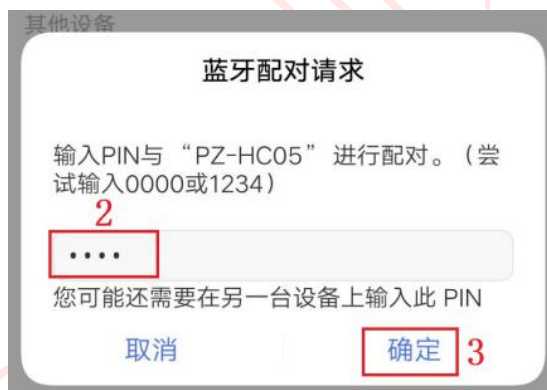 其他设备
蓝牙配对请求
输入PIN与“PZ-HC05”进行配对。（尝
试输入0000或1234）
2
••••
您可能还需要在另一台设备上输入此 PIN
取消
确定 3